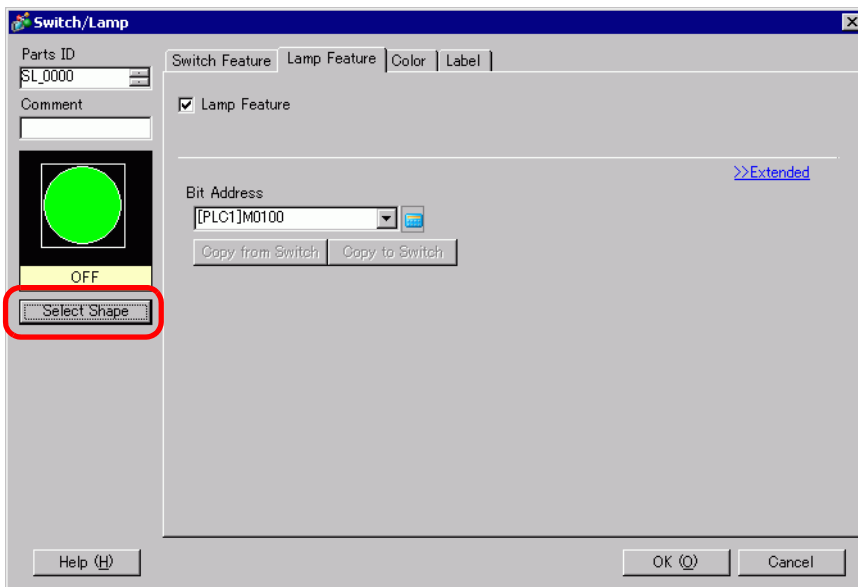 Switch/Lamp
Parts ID
SL_0000
Comment
OFF
Select Shape
Switch Feature Lamp Feature Color Label
Lamp Feature
>>Extended
Bit Address
[PLC1]M0100
Copy from Switch Copy to Switch
Help (H) OK (O) Cancel